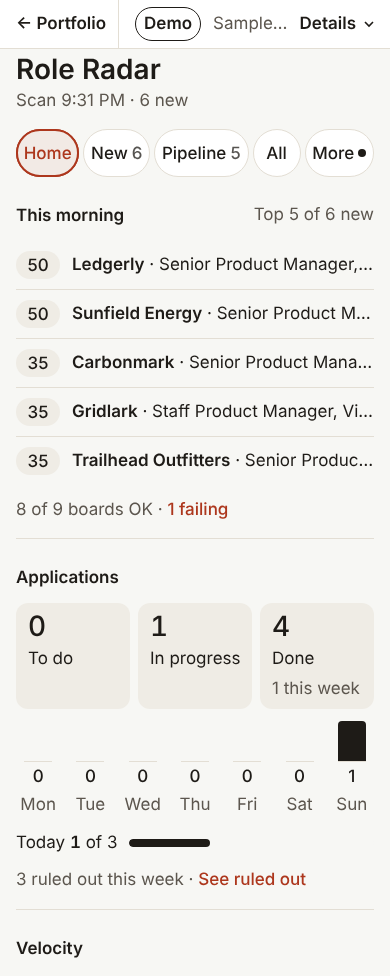 ← Portfolio Demo Sample... Details
Role Radar
Scan 9:31 PM · 6 new
Home New 6 Pipeline 5 All More
This morning Top 5 of 6 new
50 Ledgerly · Senior Product Manager,...
50 Sunfield Energy · Senior Product M...
35 Carbonmark · Senior Product Mana...
35 Gridlark · Staff Product Manager, Vi...
35 Trailhead Outfitters · Senior Produc...
8 of 9 boards OK · 1 failing
Applications
0 1 4
To do In progress Done
1 this week
0 0 0 0 0 0 1
Mon Tue Wed Thu Fri Sat Sun
Today 1 of 3
3 ruled out this week · See ruled out
Velocity